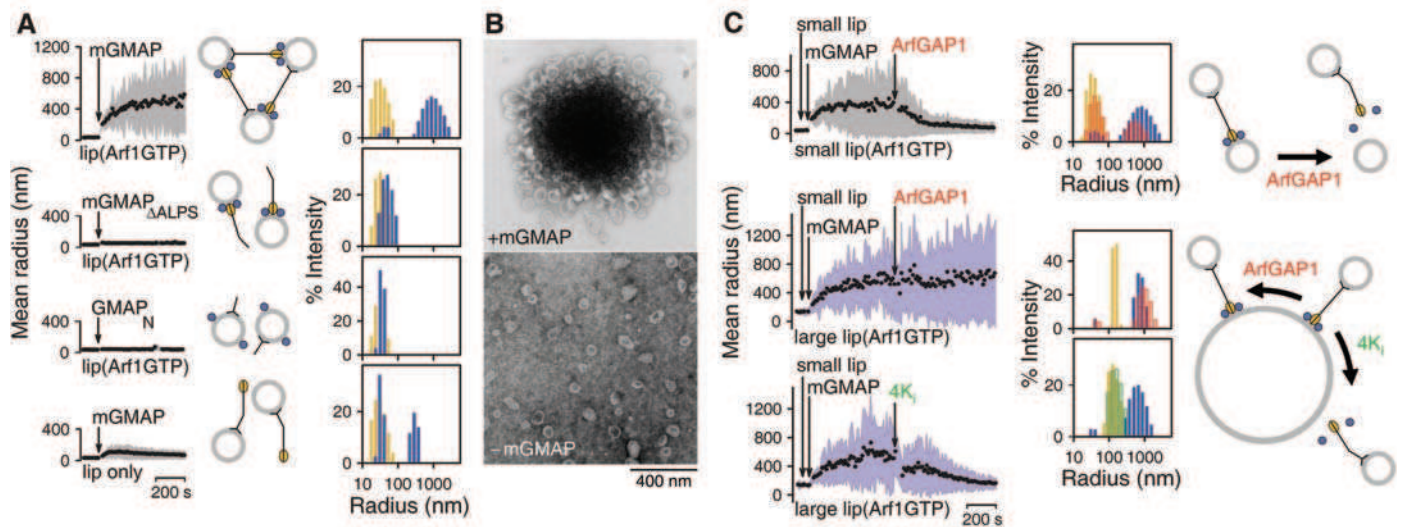 A
Mean radius (nm)
1200
800
400
0
mGMAP
lip(Arf1GTP)
400
0
mGMAP ΔALPS
lip(Arf1GTP)
400
0
GMAP N
lip(Arf1GTP)
400
0
mGMAP
lip only
200 s
% Intensity
20
0
20
0
40
20
0
20
0
10
100
1000
Radius (nm)
B
+mGMAP
−mGMAP
400 nm
C
Mean radius (nm)
small lip
mGMAP
ArfGAP1
800
400
0
small lip(Arf1GTP)
small lip
mGMAP
ArfGAP1
1200
800
400
0
large lip(Arf1GTP)
small lip
mGMAP
4Ki
1200
800
400
0
large lip(Arf1GTP)
200 s
% Intensity
20
0
10
100
1000
Radius (nm)
ArfGAP1
% Intensity
40
20
0
20
0
10
100
1000
Radius (nm)
ArfGAP1
4Ki